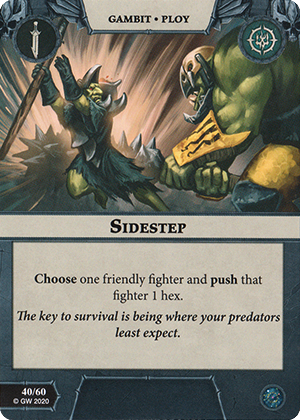 GAMBIT • PLOY
SIDESTEP
Choose one friendly fighter and push that
fighter 1 hex.
The key to survival is being where your predators
least expect.
40/60
© GW 2020